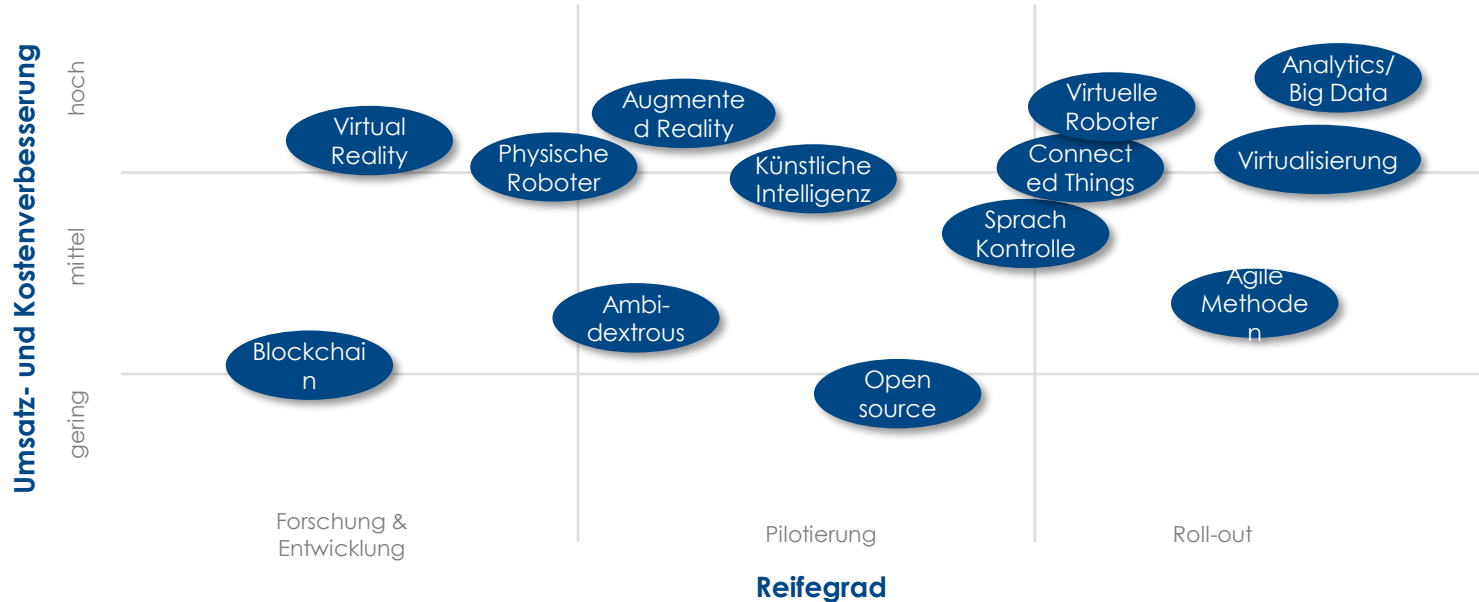 Umsatz- und Kostenverbesserung
hoch
mittel
gering
Analytics/
Big Data
Virtuelle
Roboter
Augmente
d Reality
Virtual
Reality
Physische
Roboter
Künstliche
Intelligenz
Connect
ed Things
Virtualisierung
Sprach
Kontrolle
Agile
Methode
n
Ambi-
dextrous
Blockchai
n
Open
source
Forschung &
Entwicklung
Pilotierung
Roll-out
Reifegrad